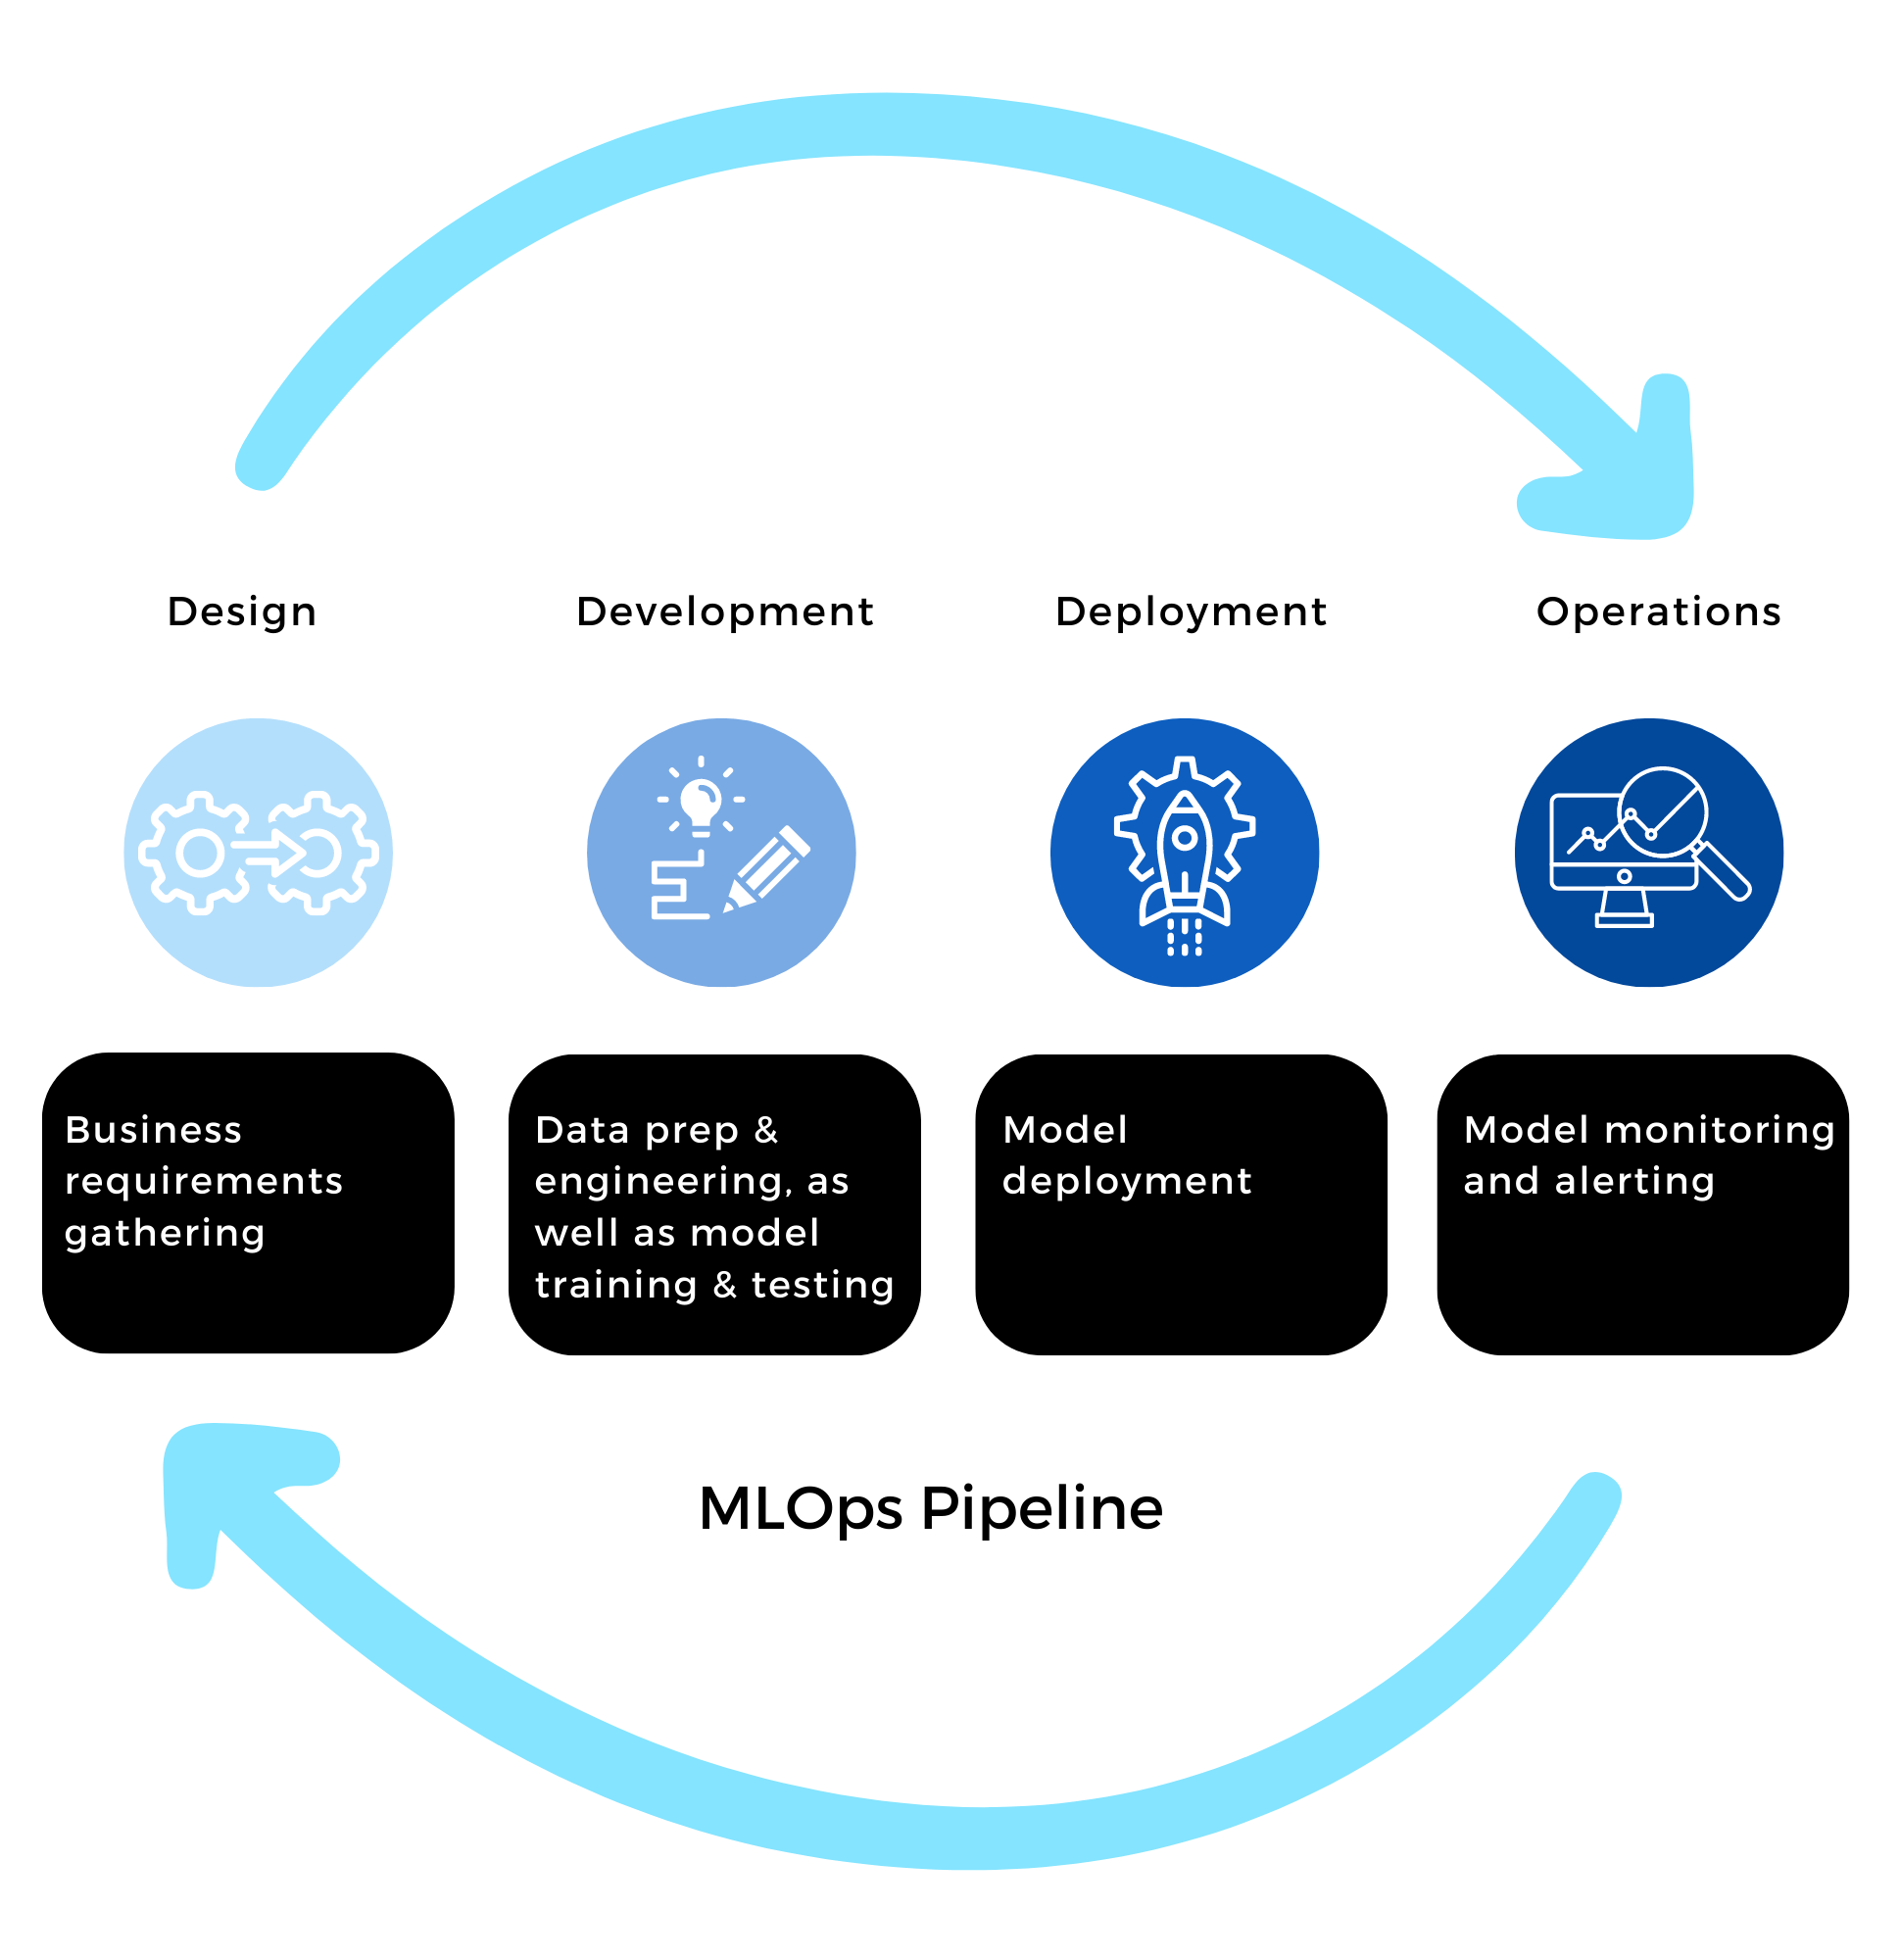 Design
Development
Deployment
Operations
Business
requirements
gathering
Data prep &
engineering, as
well as model
training & testing
Model
deployment
Model monitoring
and alerting
MLOps Pipeline